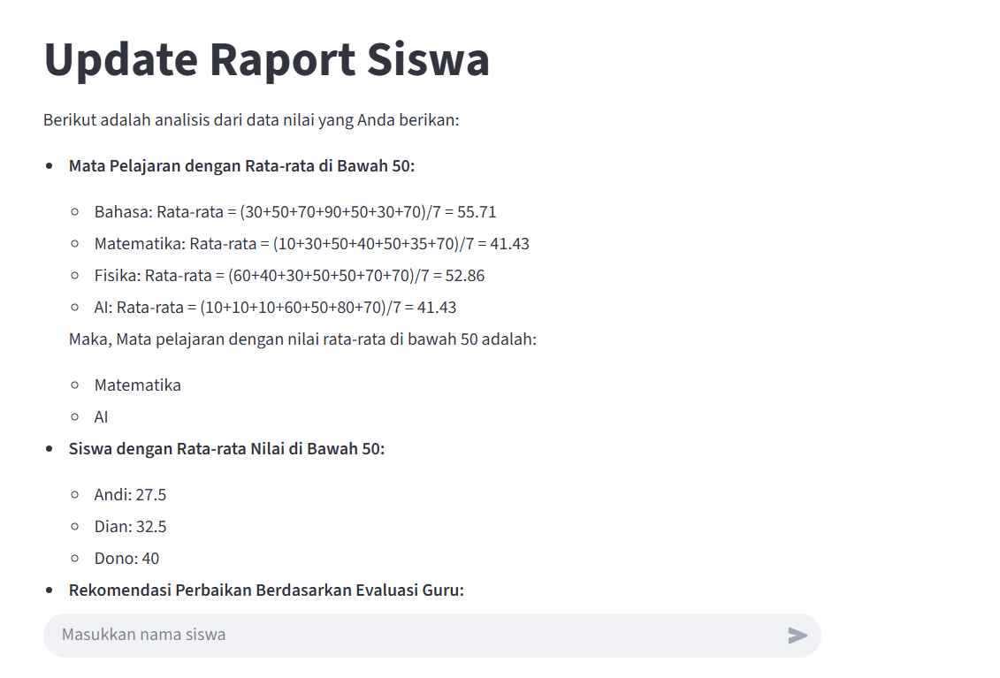 Update Raport Siswa
Berikut adalah analisis dari data nilai yang Anda berikan:
Mata Pelajaran dengan Rata-rata di Bawah 50:
Bahasa: Rata-rata = (30+50+70+90+50+30+70)/7 = 55.71
Matematika: Rata-rata = (10+30+50+40+50+35+70)/7 = 41.43
Fisika: Rata-rata = (60+40+30+50+50+70+70)/7 = 52.86
AI: Rata-rata = (10+10+10+60+50+80+70)/7 = 41.43
Maka, Mata pelajaran dengan nilai rata-rata di bawah 50 adalah:
Matematika
AI
Siswa dengan Rata-rata Nilai di Bawah 50:
Andi: 27.5
Dian: 32.5
Dono: 40
Rekomendasi Perbaikan Berdasarkan Evaluasi Guru:
Masukkan nama siswa